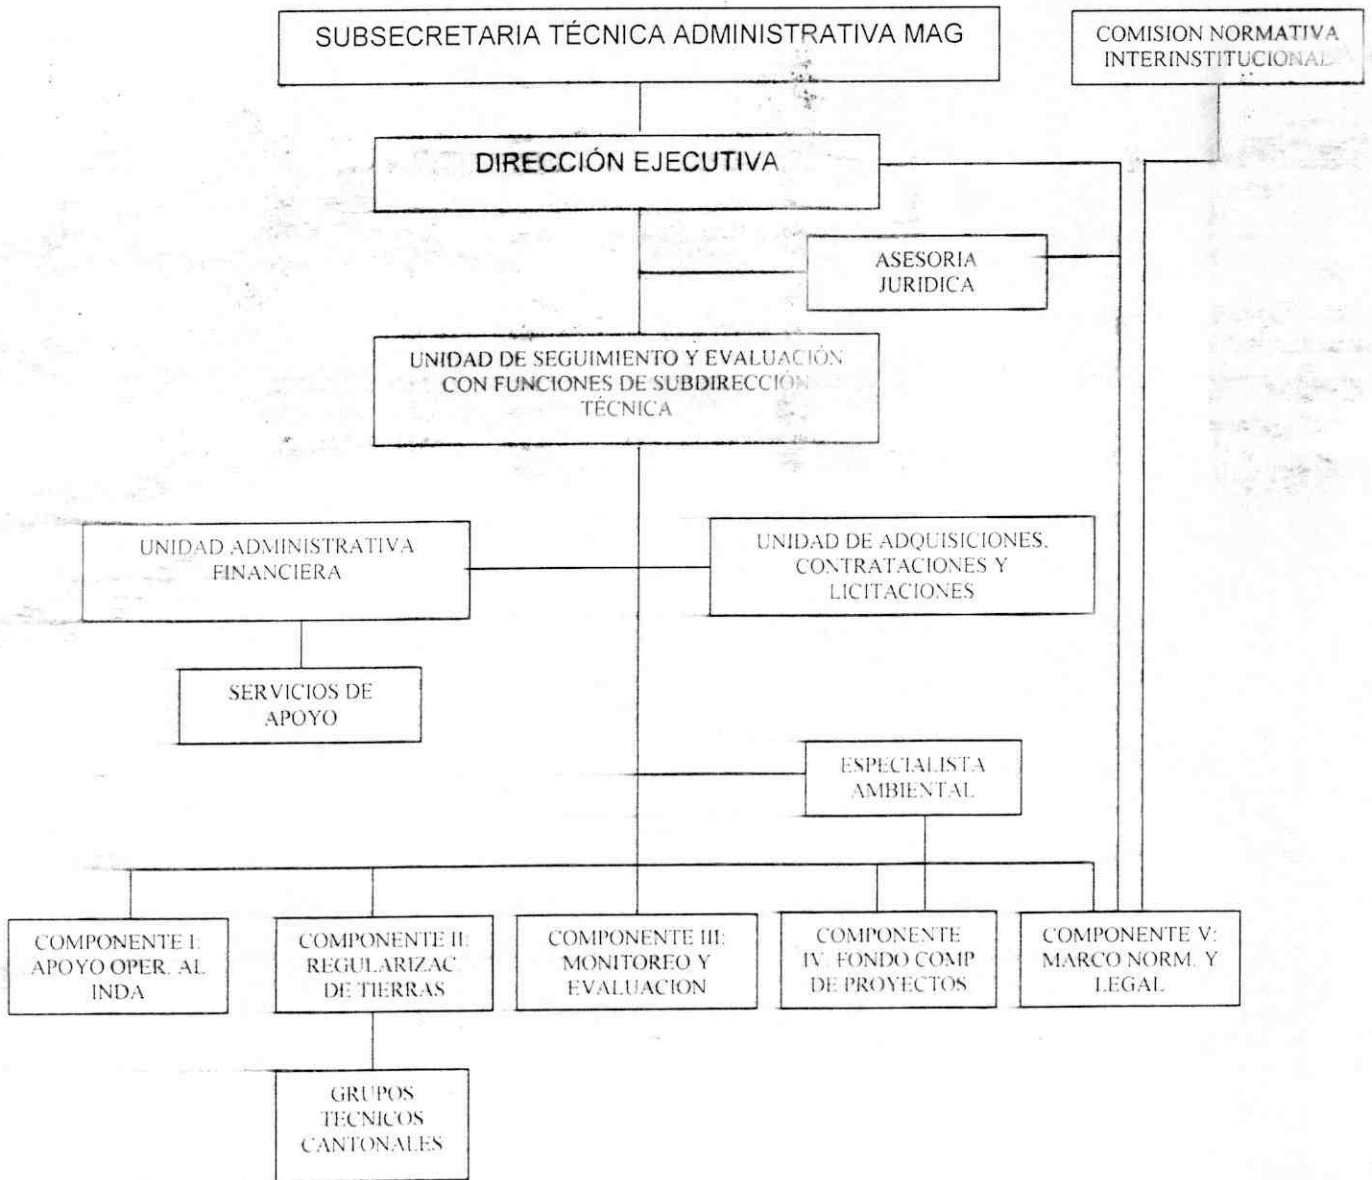 SUBSECRETARIA TÉCNICA ADMINISTRATIVA MAG
COMISION NORMATIVA
INTERINSTITUCIONAL
DIRECCIÓN EJECUTIVA
ASESORIA
JURIDICA
UNIDAD DE SEGUIMIENTO Y EVALUACIÓN
CON FUNCIONES DE SUBDIRECCIÓN
TÉCNICA
UNIDAD ADMINISTRATIVA
FINANCIERA
UNIDAD DE ADQUISICIONES,
CONTRATACIONES Y
LICITACIONES
SERVICIOS DE
APOYO
ESPECIALISTA
AMBIENTAL
COMPONENTE I:
APOYO OPER. AL
INDA
COMPONENTE II:
REGULARIZAC.
DE TIERRAS
COMPONENTE III:
MONITOREO Y
EVALUACION
COMPONENTE
IV. FONDO COMP
DE PROYECTOS
COMPONENTE V:
MARCO NORM. Y
LEGAL
GRUPOS
TECNICOS
CANTONALES